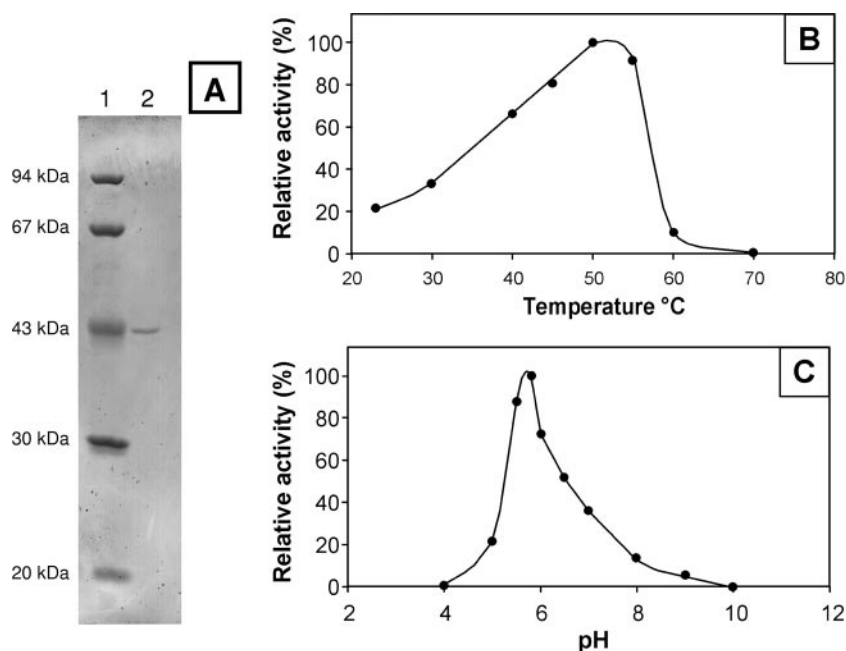 A
1 2
94 kDa
67 kDa
43 kDa
30 kDa
20 kDa
B
Relative activity (%)
100
80
60
40
20
0
20 30 40 50 60 70 80
Temperature °C
C
Relative activity (%)
100
80
60
40
20
0
2 4 6 8 10 12
pH